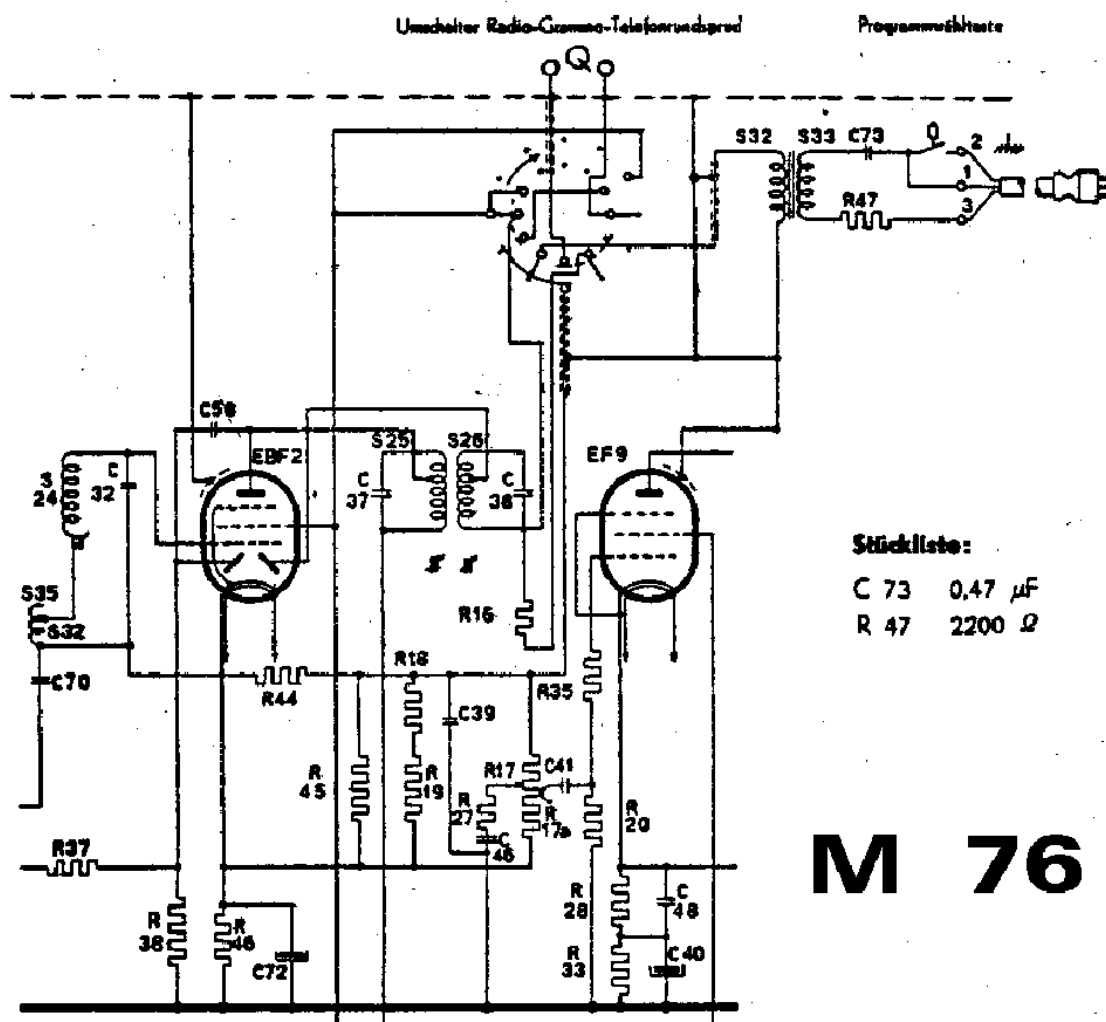 Umschalter Radio-Grammo-Telefonrundspruch
Programmwähltaste
Q
S32
S33
C73
0
2
1
3
R47
C56
EBF2
S25
S26
EF9
S
24
C
32
C
37
C
38
S35
S32
C70
R16
Stückliste:
C 73 0,47 µF
R 47 2200 Ω
R44
R18
C39
R35
R
45
R
19
R17
C41
R
27
R
17a
C
46
R
20
R37
R
38
R
46
C72
R
28
C
48
R
33
C40
M 76